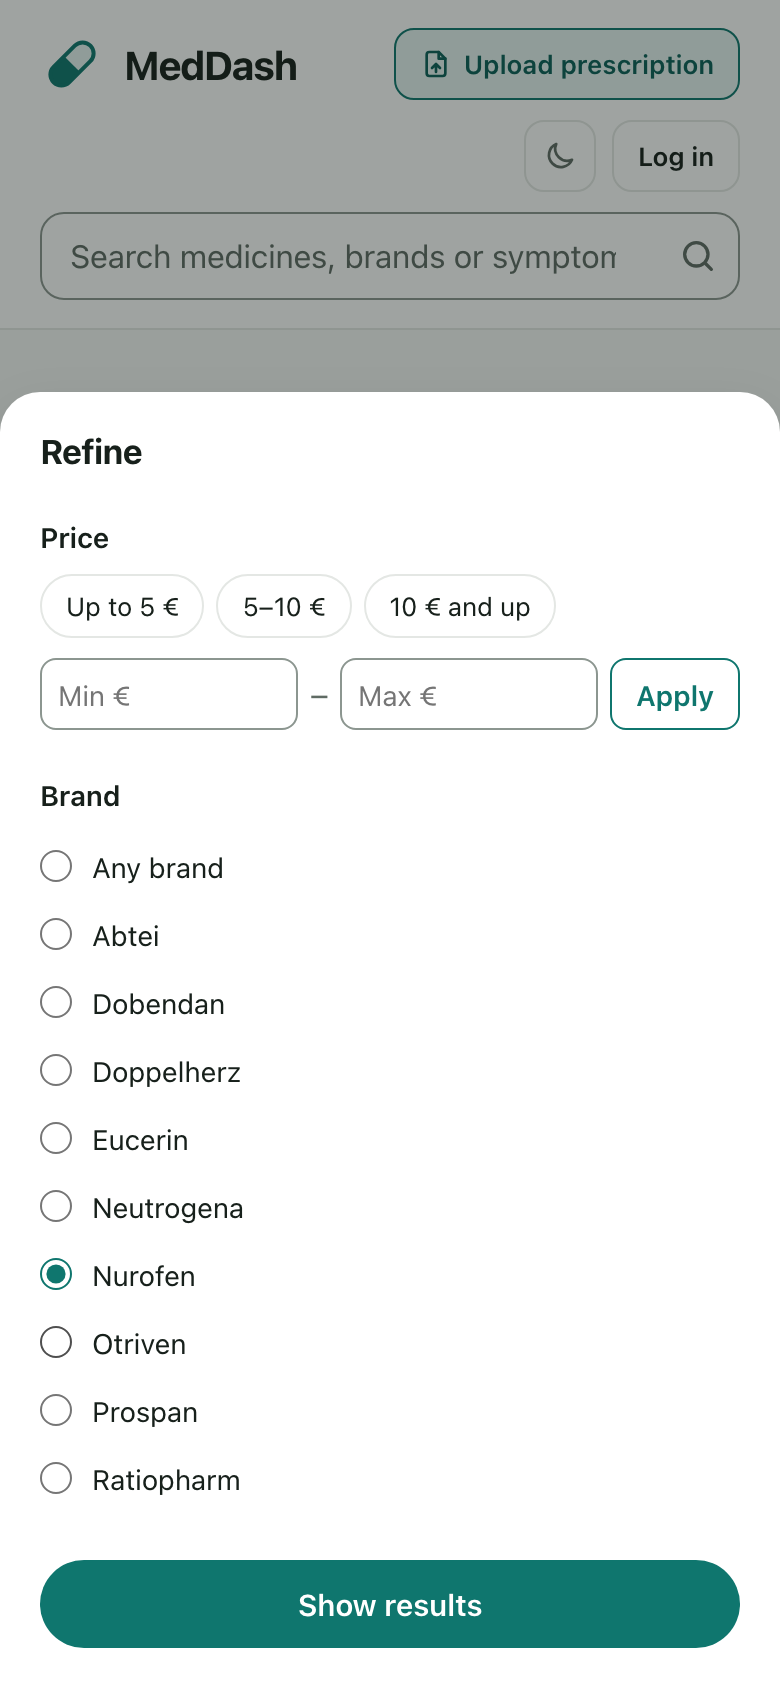 MedDash
Upload prescription
Log in
Search medicines, brands or symptom
Refine
Price
Up to 5 €
5–10 €
10 € and up
Min €
–
Max €
Apply
Brand
Any brand
Abtei
Dobendan
Doppelherz
Eucerin
Neutrogena
Nurofen
Otriven
Prospan
Ratiopharm
Show results